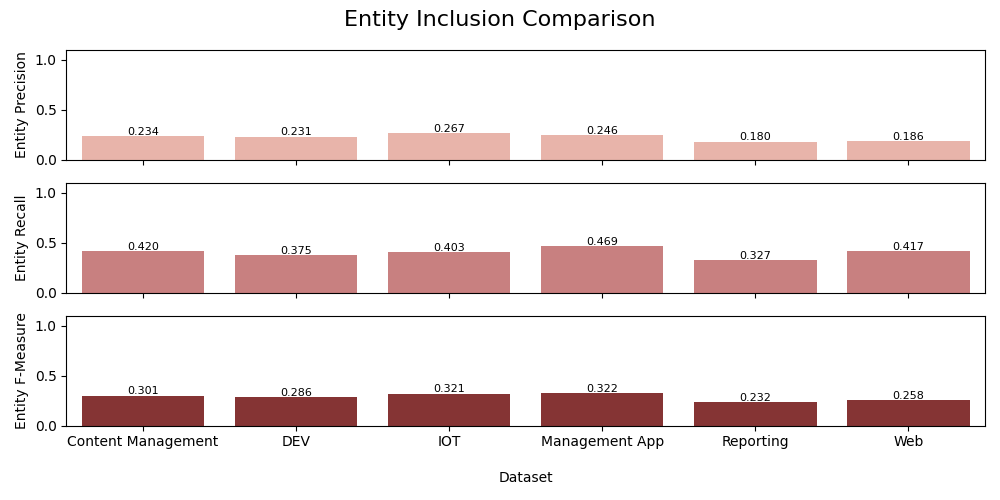 Entity Inclusion Comparison
Entity Precision
1.0
0.5
0.0
0.234
0.231
0.267
0.246
0.180
0.186
Entity Recall
1.0
0.5
0.0
0.420
0.375
0.403
0.469
0.327
0.417
Entity F-Measure
1.0
0.5
0.0
0.301
0.286
0.321
0.322
0.232
0.258
Content Management
DEV
IOT
Management App
Reporting
Web
Dataset